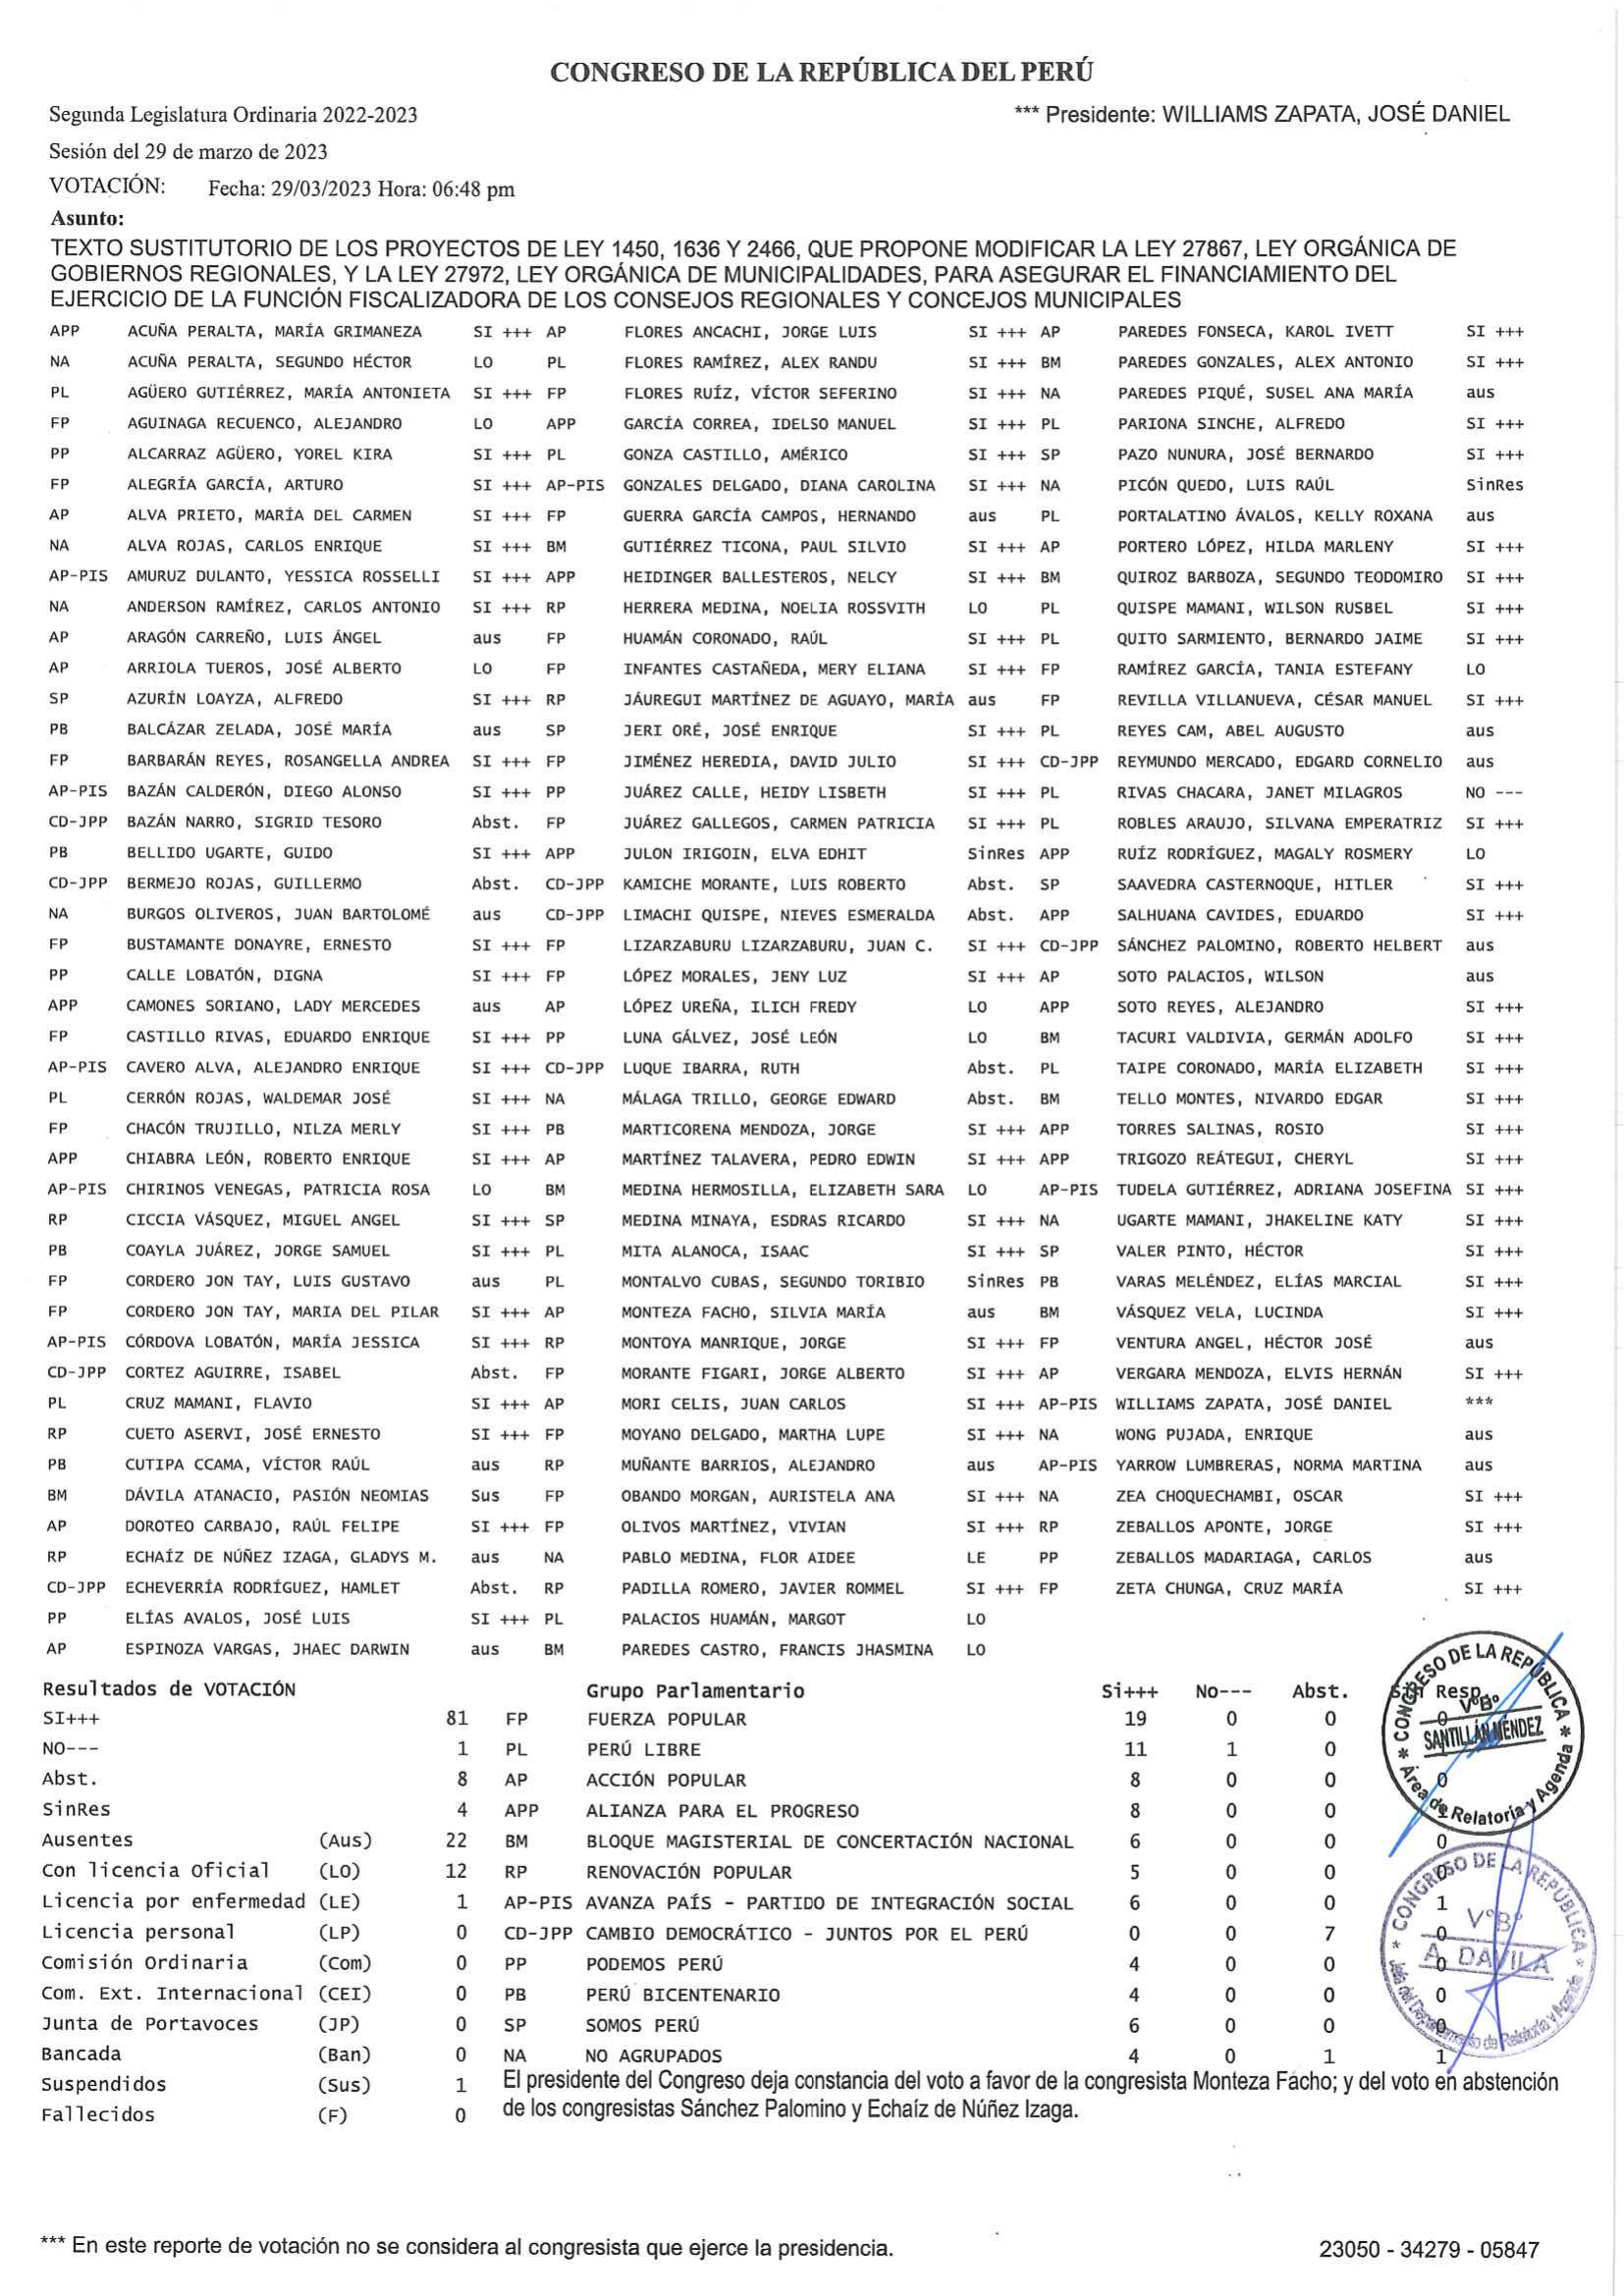 CONGRESO DE LA REPÚBLICA DEL PERÚ
Segunda Legislatura Ordinaria 2022-2023 *** Presidente: WILLIAMS ZAPATA, JOSÉ DANIEL
Sesión del 29 de marzo de 2023
VOTACIÓN: Fecha: 29/03/2023 Hora: 06:48 pm
Asunto:
TEXTO SUSTITUTORIO DE LOS PROYECTOS DE LEY 1450, 1636 Y 2466, QUE PROPONE MODIFICAR LA LEY 27867, LEY ORGÁNICA DE
GOBIERNOS REGIONALES, Y LA LEY 27972, LEY ORGÁNICA DE MUNICIPALIDADES, PARA ASEGURAR EL FINANCIAMIENTO DEL
EJERCICIO DE LA FUNCIÓN FISCALIZADORA DE LOS CONSEJOS REGIONALES Y CONCEJOS MUNICIPALES
APP ACUÑA PERALTA, MARÍA GRIMANEZA SI +++ AP FLORES ANCACHI, JORGE LUIS SI +++ AP PAREDES FONSECA, KAROL IVETT SI +++
NA ACUÑA PERALTA, SEGUNDO HÉCTOR LO PL FLORES RAMÍREZ, ALEX RANDU SI +++ BM PAREDES GONZALES, ALEX ANTONIO SI +++
PL AGÜERO GUTIÉRREZ, MARÍA ANTONIETA SI +++ FP FLORES RUÍZ, VÍCTOR SEFERINO SI +++ NA PAREDES PIQUÉ, SUSEL ANA MARÍA aus
FP AGUINAGA RECUENCO, ALEJANDRO LO APP GARCÍA CORREA, IDELSO MANUEL SI +++ PL PARIONA SINCHE, ALFREDO SI +++
PP ALCARRAZ AGÜERO, YOREL KIRA SI +++ PL GONZA CASTILLO, AMÉRICO SI +++ SP PAZO NUNURA, JOSÉ BERNARDO SI +++
FP ALEGRÍA GARCÍA, ARTURO SI +++ AP-PIS GONZALES DELGADO, DIANA CAROLINA SI +++ NA PICÓN QUEDO, LUIS RAÚL SinRes
AP ALVA PRIETO, MARÍA DEL CARMEN SI +++ FP GUERRA GARCÍA CAMPOS, HERNANDO aus PL PORTALATINO ÁVALOS, KELLY ROXANA aus
NA ALVA ROJAS, CARLOS ENRIQUE SI +++ BM GUTIÉRREZ TICONA, PAUL SILVIO SI +++ AP PORTERO LÓPEZ, HILDA MARLENY SI +++
AP-PIS AMURUZ DULANTO, YESSICA ROSSELLI SI +++ APP HEIDINGER BALLESTEROS, NELCY SI +++ BM QUIROZ BARBOZA, SEGUNDO TEODOMIRO SI +++
NA ANDERSON RAMÍREZ, CARLOS ANTONIO SI +++ RP HERRERA MEDINA, NOELIA ROSSVITH LO PL QUISPE MAMANI, WILSON RUSBEL SI +++
AP ARAGÓN CARREÑO, LUIS ÁNGEL aus FP HUAMÁN CORONADO, RAÚL SI +++ PL QUITO SARMIENTO, BERNARDO JAIME SI +++
AP ARRIOLA TUEROS, JOSÉ ALBERTO LO FP INFANTES CASTAÑEDA, MERY ELIANA SI +++ FP RAMÍREZ GARCÍA, TANIA ESTEFANY LO
SP AZURÍN LOAYZA, ALFREDO SI +++ RP JÁUREGUI MARTÍNEZ DE AGUAYO, MARÍA aus FP REVILLA VILLANUEVA, CÉSAR MANUEL SI +++
PB BALCÁZAR ZELADA, JOSÉ MARÍA aus SP JERI ORÉ, JOSÉ ENRIQUE SI +++ PL REYES CAM, ABEL AUGUSTO aus
FP BARBARÁN REYES, ROSANGELLA ANDREA SI +++ FP JIMÉNEZ HEREDIA, DAVID JULIO SI +++ CD-JPP REYMUNDO MERCADO, EDGARD CORNELIO aus
AP-PIS BAZÁN CALDERÓN, DIEGO ALONSO SI +++ PP JUÁREZ CALLE, HEIDY LISBETH SI +++ PL RIVAS CHACARA, JANET MILAGROS NO ---
CD-JPP BAZÁN NARRO, SIGRID TESORO Abst. FP JUÁREZ GALLEGOS, CARMEN PATRICIA SI +++ PL ROBLES ARAUJO, SILVANA EMPERATRIZ SI +++
PB BELLIDO UGARTE, GUIDO SI +++ APP JULON IRIGOIN, ELVA EDHIT SinRes APP RUÍZ RODRÍGUEZ, MAGALY ROSMERY LO
CD-JPP BERMEJO ROJAS, GUILLERMO Abst. CD-JPP KAMICHE MORANTE, LUIS ROBERTO Abst. SP SAAVEDRA CASTERNOQUE, HITLER SI +++
NA BURGOS OLIVEROS, JUAN BARTOLOMÉ aus CD-JPP LIMACHI QUISPE, NIEVES ESMERALDA Abst. APP SALHUANA CAVIDES, EDUARDO SI +++
FP BUSTAMANTE DONAYRE, ERNESTO SI +++ FP LIZARZABURU LIZARZABURU, JUAN C. SI +++ CD-JPP SÁNCHEZ PALOMINO, ROBERTO HELBERT aus
PP CALLE LOBATÓN, DIGNA SI +++ FP LÓPEZ MORALES, JENY LUZ SI +++ AP SOTO PALACIOS, WILSON aus
APP CAMONES SORIANO, LADY MERCEDES aus AP LÓPEZ UREÑA, ILICH FREDY LO APP SOTO REYES, ALEJANDRO SI +++
FP CASTILLO RIVAS, EDUARDO ENRIQUE SI +++ PP LUNA GÁLVEZ, JOSÉ LEÓN LO BM TACURI VALDIVIA, GERMÁN ADOLFO SI +++
AP-PIS CAVERO ALVA, ALEJANDRO ENRIQUE SI +++ CD-JPP LUQUE IBARRA, RUTH Abst. PL TAIPE CORONADO, MARÍA ELIZABETH SI +++
PL CERRÓN ROJAS, WALDEMAR JOSÉ SI +++ NA MÁLAGA TRILLO, GEORGE EDWARD Abst. BM TELLO MONTES, NIVARDO EDGAR SI +++
FP CHACÓN TRUJILLO, NILZA MERLY SI +++ PB MARTICORENA MENDOZA, JORGE SI +++ APP TORRES SALINAS, ROSIO SI +++
APP CHIABRA LEÓN, ROBERTO ENRIQUE SI +++ AP MARTÍNEZ TALAVERA, PEDRO EDWIN SI +++ APP TRIGOZO REÁTEGUI, CHERYL SI +++
AP-PIS CHIRINOS VENEGAS, PATRICIA ROSA LO BM MEDINA HERMOSILLA, ELIZABETH SARA LO AP-PIS TUDELA GUTIÉRREZ, ADRIANA JOSEFINA SI +++
RP CICCIA VÁSQUEZ, MIGUEL ANGEL SI +++ SP MEDINA MINAYA, ESDRAS RICARDO SI +++ NA UGARTE MAMANI, JHAKELINE KATY SI +++
PB COAYLA JUÁREZ, JORGE SAMUEL SI +++ PL MITA ALANOCA, ISAAC SI +++ SP VALER PINTO, HÉCTOR SI +++
FP CORDERO JON TAY, LUIS GUSTAVO aus PL MONTALVO CUBAS, SEGUNDO TORIBIO SinRes PB VARAS MELÉNDEZ, ELÍAS MARCIAL SI +++
FP CORDERO JON TAY, MARIA DEL PILAR SI +++ AP MONTEZA FACHO, SILVIA MARÍA aus BM VÁSQUEZ VELA, LUCINDA SI +++
AP-PIS CÓRDOVA LOBATÓN, MARÍA JESSICA SI +++ RP MONTOYA MANRIQUE, JORGE SI +++ FP VENTURA ANGEL, HÉCTOR JOSÉ aus
CD-JPP CORTEZ AGUIRRE, ISABEL Abst. FP MORANTE FIGARI, JORGE ALBERTO SI +++ AP VERGARA MENDOZA, ELVIS HERNÁN SI +++
PL CRUZ MAMANI, FLAVIO SI +++ AP MORI CELIS, JUAN CARLOS SI +++ AP-PIS WILLIAMS ZAPATA, JOSÉ DANIEL ***
RP CUETO ASERVI, JOSÉ ERNESTO SI +++ FP MOYANO DELGADO, MARTHA LUPE SI +++ NA WONG PUJADA, ENRIQUE aus
PB CUTIPA CCAMA, VÍCTOR RAÚL aus RP MUÑANTE BARRIOS, ALEJANDRO aus AP-PIS YARROW LUMBRERAS, NORMA MARTINA aus
BM DÁVILA ATANACIO, PASIÓN NEOMIAS Sus FP OBANDO MORGAN, AURISTELA ANA SI +++ NA ZEA CHOQUECHAMBI, OSCAR SI +++
AP DOROTEO CARBAJO, RAÚL FELIPE SI +++ FP OLIVOS MARTÍNEZ, VIVIAN SI +++ RP ZEBALLOS APONTE, JORGE SI +++
RP ECHAÍZ DE NÚÑEZ IZAGA, GLADYS M. aus NA PABLO MEDINA, FLOR AIDEE LE PP ZEBALLOS MADARIAGA, CARLOS aus
CD-JPP ECHEVERRÍA RODRÍGUEZ, HAMLET Abst. RP PADILLA ROMERO, JAVIER ROMMEL SI +++ FP ZETA CHUNGA, CRUZ MARÍA SI +++
PP ELÍAS AVALOS, JOSÉ LUIS SI +++ PL PALACIOS HUAMÁN, MARGOT LO
AP ESPINOZA VARGAS, JHAEC DARWIN aus BM PAREDES CASTRO, FRANCIS JHASMINA LO
Resultados de VOTACIÓN Grupo Parlamentario Si+++ No--- Abst. Sin Resp.
SI+++ 81 FP FUERZA POPULAR 19 0 0 0
NO--- 1 PL PERÚ LIBRE 11 1 0
Abst. 8 AP ACCIÓN POPULAR 8 0 0 0
SinRes 4 APP ALIANZA PARA EL PROGRESO 8 0 0 1
Ausentes (Aus) 22 BM BLOQUE MAGISTERIAL DE CONCERTACIÓN NACIONAL 6 0 0 0
Con licencia Oficial (LO) 12 RP RENOVACIÓN POPULAR 5 0 0 0
Licencia por enfermedad (LE) 1 AP-PIS AVANZA PAÍS - PARTIDO DE INTEGRACIÓN SOCIAL 6 0 0 1
Licencia personal (LP) 0 CD-JPP CAMBIO DEMOCRÁTICO - JUNTOS POR EL PERÚ 0 0 7 0
Comisión Ordinaria (Com) 0 PP PODEMOS PERÚ 4 0 0 0
Com. Ext. Internacional (CEI) 0 PB PERÚ BICENTENARIO 4 0 0 0
Junta de Portavoces (JP) 0 SP SOMOS PERÚ 6 0 0 0
Bancada (Ban) 0 NA NO AGRUPADOS 4 0 1 1
Suspendidos (Sus) 1 El presidente del Congreso deja constancia del voto a favor de la congresista Monteza Facho; y del voto en abstención
Fallecidos (F) 0 de los congresistas Sánchez Palomino y Echaíz de Núñez Izaga.
* CONGRESO DE LA REPÚBLICA *
V°B°
SANTILLÁN MÉNDEZ
Área de Relatoría y Agenda
* CONGRESO DE LA REPÚBLICA *
V°B°
A. DAVILA
Jefa del Departamento de Relatoría y Agenda
*** En este reporte de votación no se considera al congresista que ejerce la presidencia. 23050 - 34279 - 05847